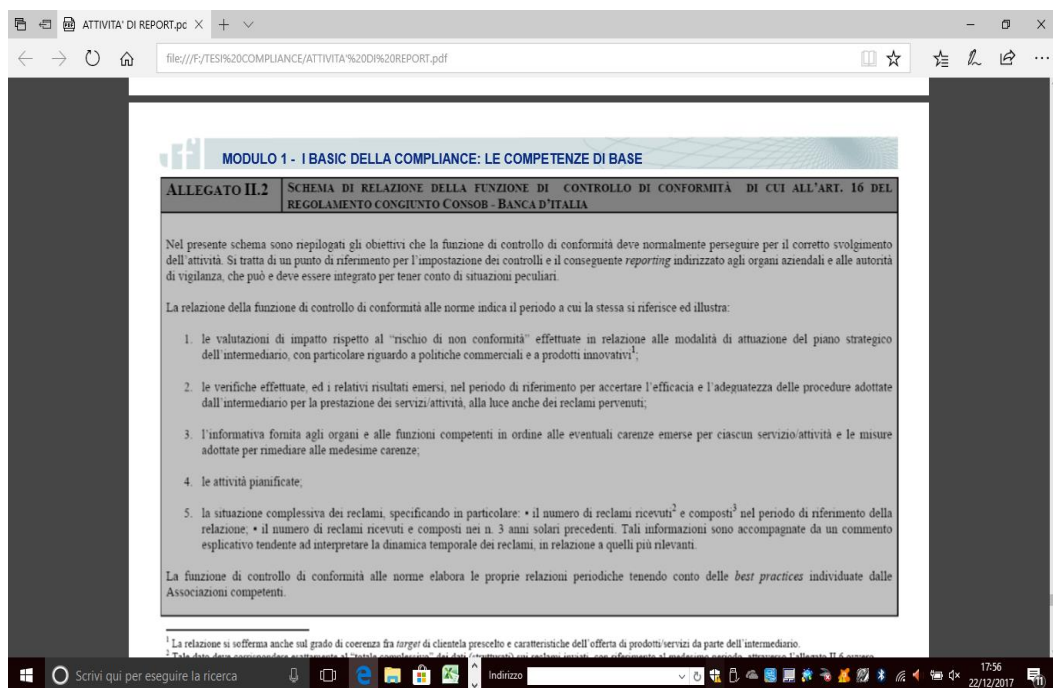 ATTIVITA' DI REPORT.pc
file:///F:/TESI%20COMPLIANCE/ATTIVITA'%20DI%20REPORT.pdf
MODULO 1 - I BASIC DELLA COMPLIANCE: LE COMPETENZE DI BASE
ALLEGATO II.2
SCHEMA DI RELAZIONE DELLA FUNZIONE DI CONTROLLO DI CONFORMITÀ DI CUI ALL'ART. 16 DEL
REGOLAMENTO CONGIUNTO CONSOB - BANCA D'ITALIA
Nel presente schema sono riepilogati gli obiettivi che la funzione di controllo di conformità deve normalmente perseguire per il corretto svolgimento
dell'attività. Si tratta di un punto di riferimento per l'impostazione dei controlli e il conseguente reporting indirizzato agli organi aziendali e alle autorità
di vigilanza, che può e deve essere integrato per tener conto di situazioni peculiari.
La relazione della funzione di controllo di conformità alle norme indica il periodo a cui la stessa si riferisce ed illustra:
1. le valutazioni di impatto rispetto al "rischio di non conformità" effettuate in relazione alle modalità di attuazione del piano strategico
dell'intermediario, con particolare riguardo a politiche commerciali e a prodotti innovativi1;
2. le verifiche effettuate, ed i relativi risultati emersi, nel periodo di riferimento per accertare l'efficacia e l'adeguatezza delle procedure adottate
dall'intermediario per la prestazione dei servizi/attività, alla luce anche dei reclami pervenuti;
3. l'informativa fornita agli organi e alle funzioni competenti in ordine alle eventuali carenze emerse per ciascun servizio/attività e le misure
adottate per rimediare alle medesime carenze;
4. le attività pianificate;
5. la situazione complessiva dei reclami, specificando in particolare: • il numero di reclami ricevuti2 e composti3 nel periodo di riferimento della
relazione; • il numero di reclami ricevuti e composti nei n. 3 anni solari precedenti. Tali informazioni sono accompagnate da un commento
esplicativo tendente ad interpretare la dinamica temporale dei reclami, in relazione a quelli più rilevanti.
La funzione di controllo di conformità alle norme elabora le proprie relazioni periodiche tenendo conto delle best practices individuate dalle
Associazioni competenti.
1 La relazione si sofferma anche sul grado di coerenza fra target di clientela prescelto e caratteristiche dell'offerta di prodotti/servizi da parte dell'intermediario.
Scrivi qui per eseguire la ricerca
Indirizzo
17:56
22/12/2017